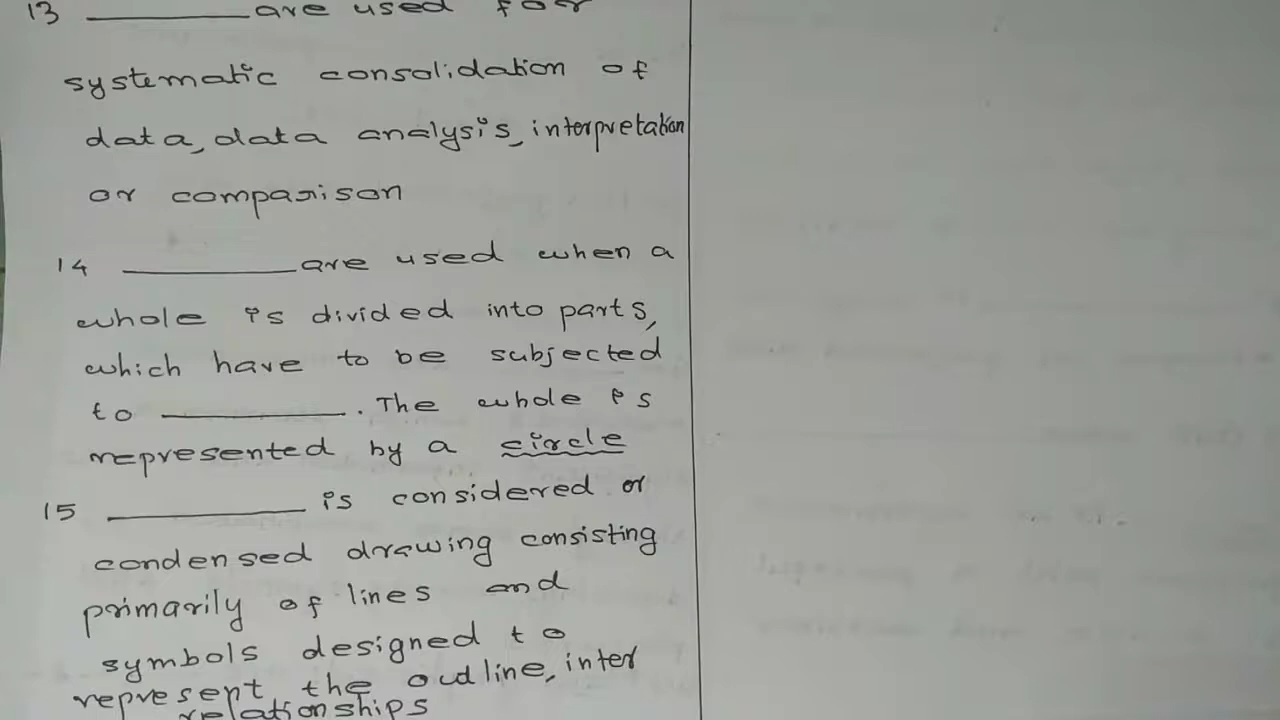 13 ________ are used for
systematic consolidation of
data, data analysis, interpretation
or comparison
14 ________ are used when a
whole is divided into parts,
which have to be subjected
to ________. The whole is
represented by a circle
15 ________ is considered or
condensed drawing consisting
primarily of lines and
symbols designed to
represent the outline, inter
relationships